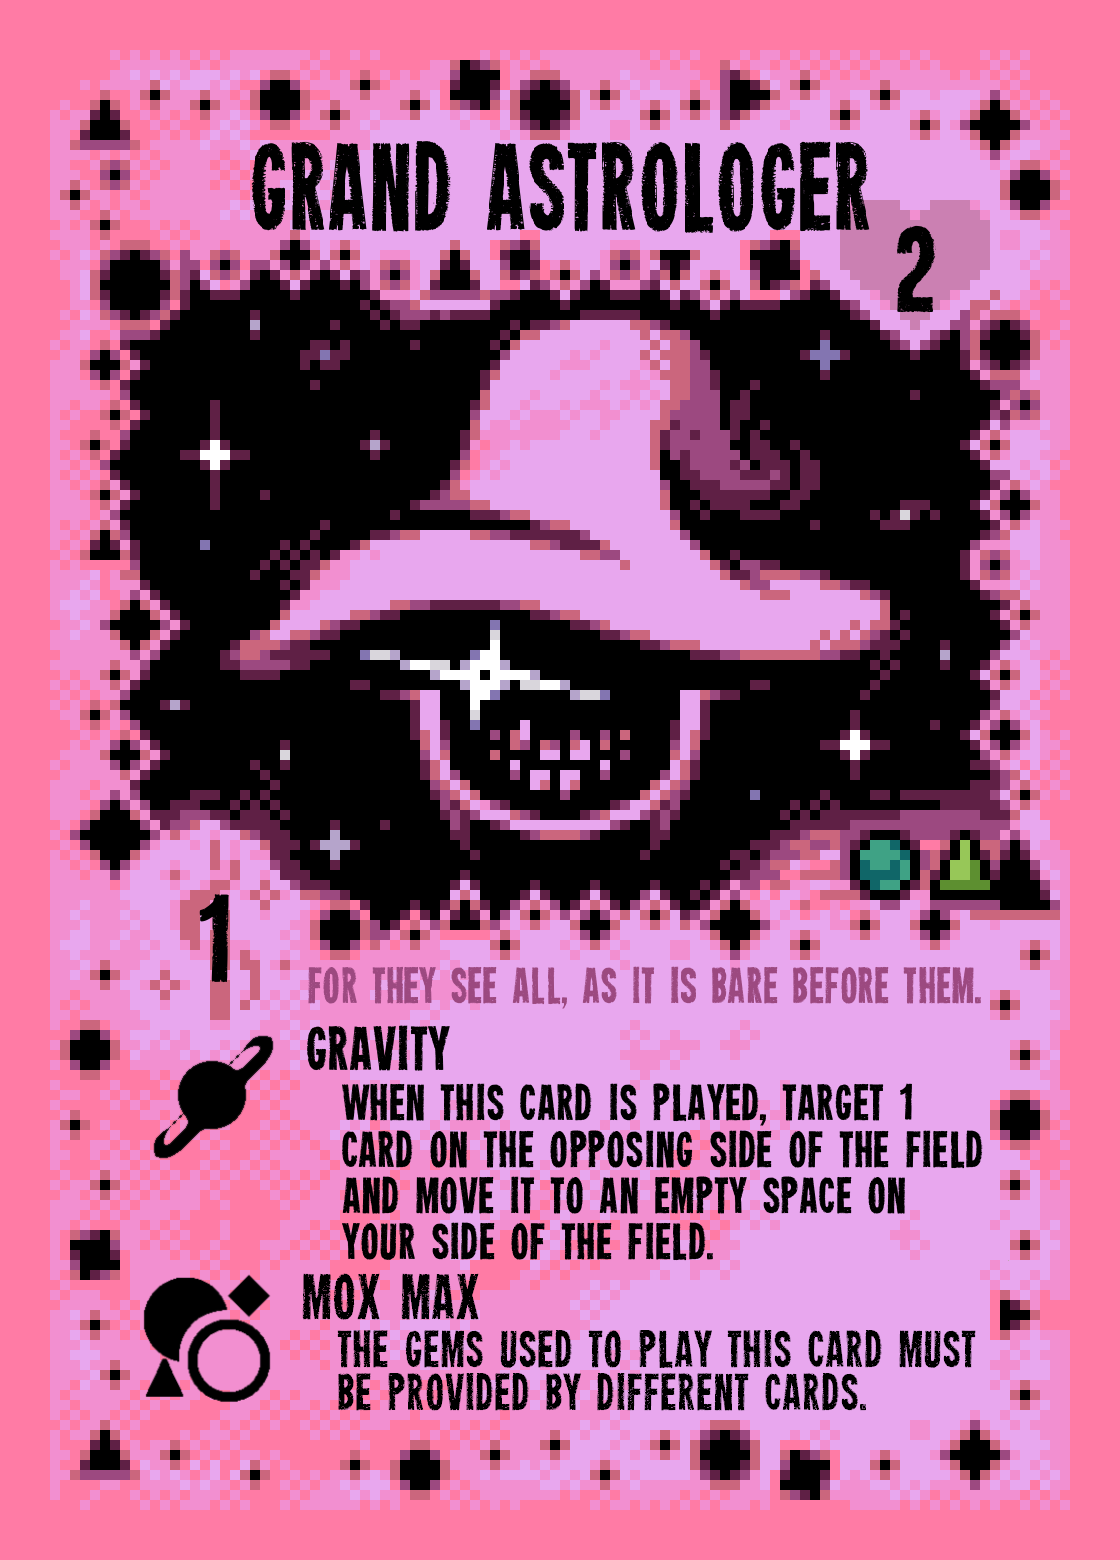 GRAND ASTROLOGER
2
1
FOR THEY SEE ALL, AS IT IS BARE BEFORE THEM.
GRAVITY
WHEN THIS CARD IS PLAYED, TARGET 1
CARD ON THE OPPOSING SIDE OF THE FIELD
AND MOVE IT TO AN EMPTY SPACE ON
YOUR SIDE OF THE FIELD.
MOX MAX
THE GEMS USED TO PLAY THIS CARD MUST
BE PROVIDED BY DIFFERENT CARDS.